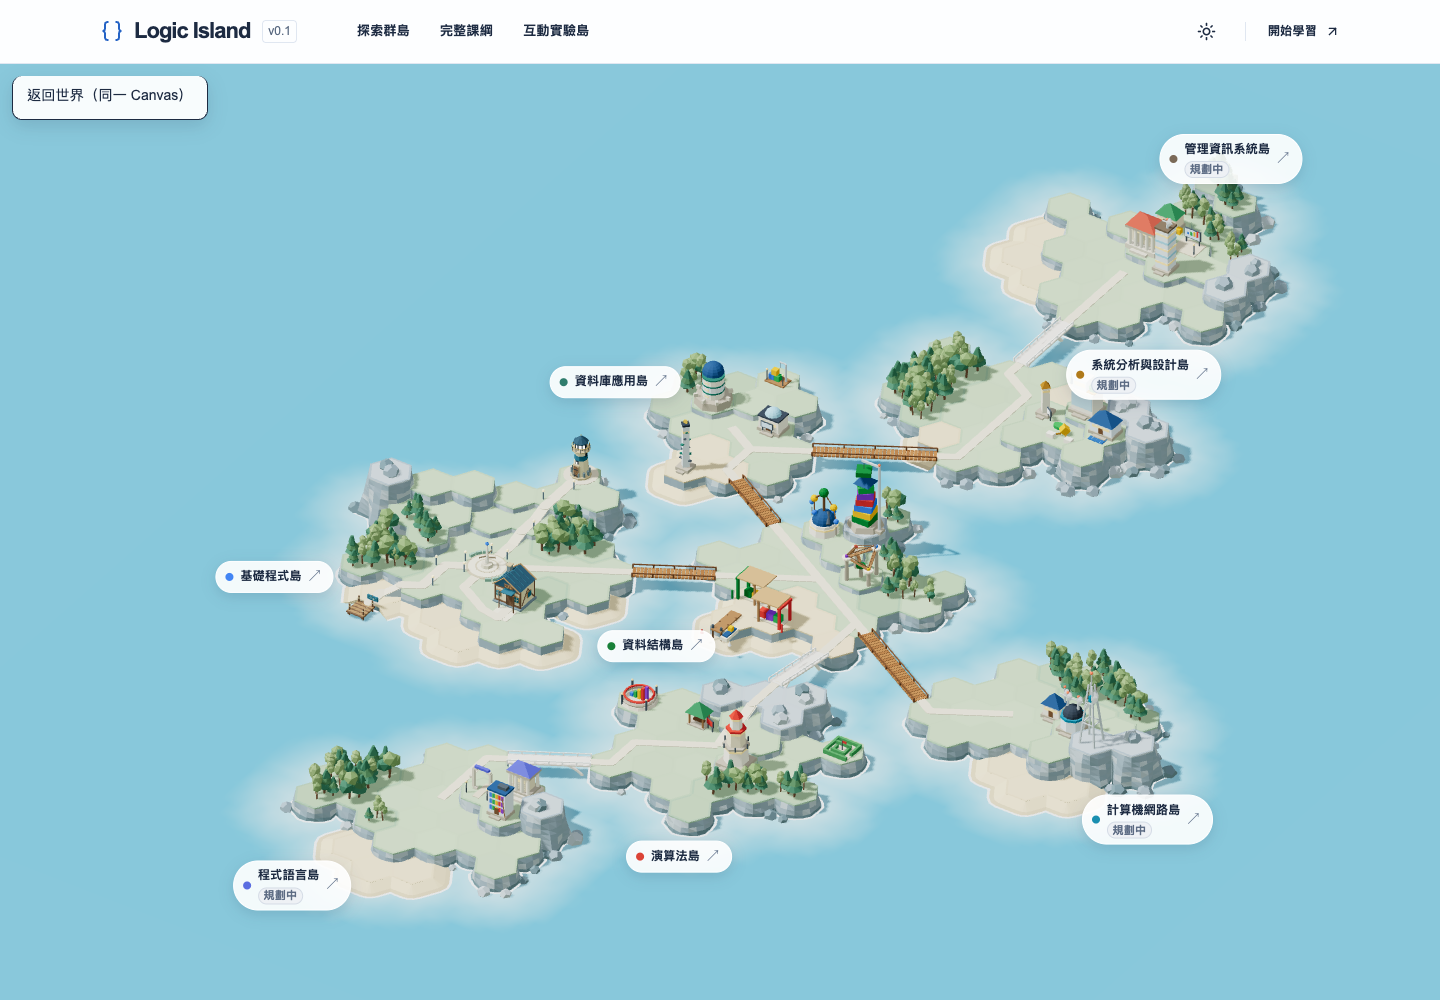 { } Logic Island v0.1 探索群島 完整課綱 互動實驗島 開始學習
返回世界（同一 Canvas）
管理資訊系統島
規劃中
系統分析與設計島
規劃中
資料庫應用島
基礎程式島
資料結構島
計算機網路島
規劃中
演算法島
程式語言島
規劃中